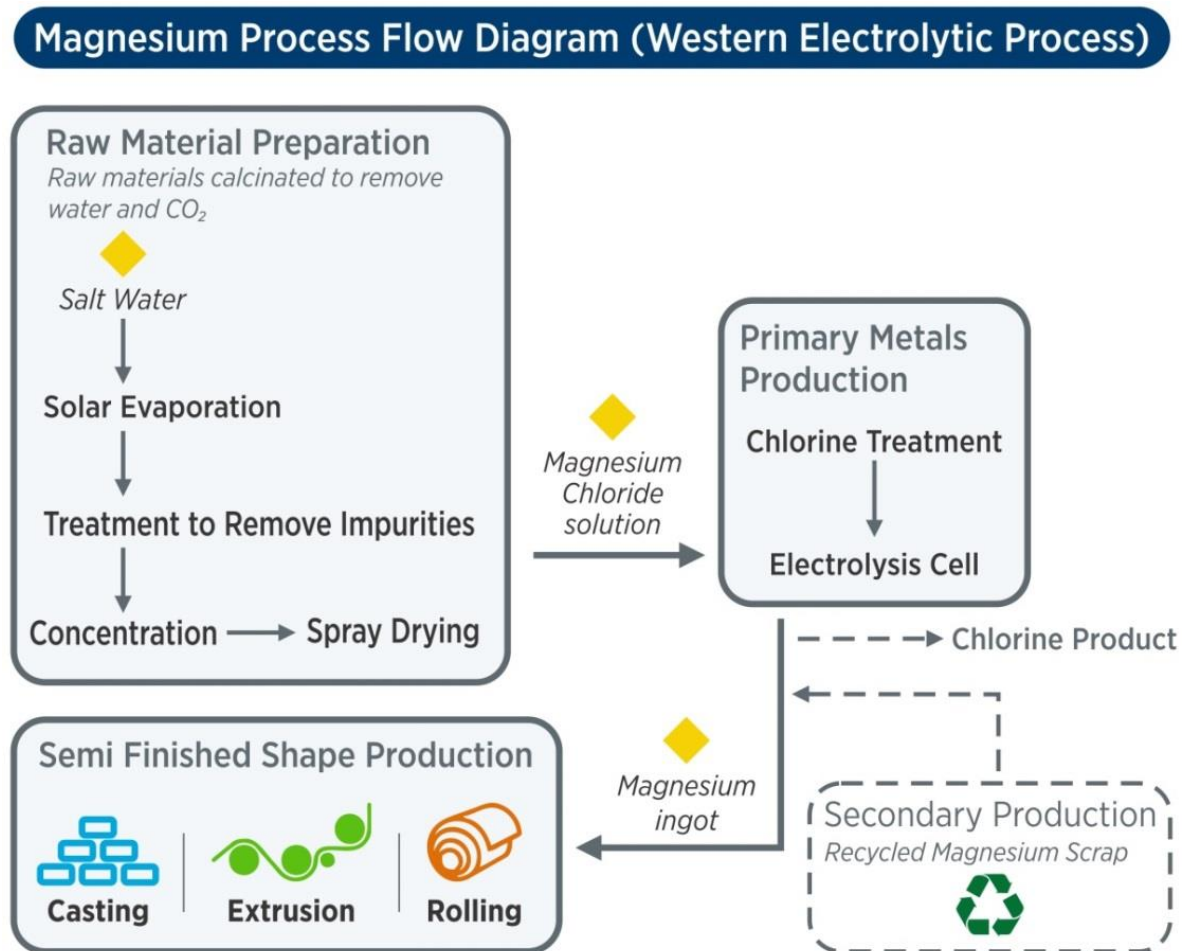 Magnesium Process Flow Diagram (Western Electrolytic Process)
Raw Material Preparation
Raw materials calcinated to remove
water and CO₂
Salt Water
Solar Evaporation
Treatment to Remove Impurities
Concentration
Spray Drying
Magnesium
Chloride
solution
Primary Metals
Production
Chlorine Treatment
Electrolysis Cell
Chlorine Product
Secondary Production
Recycled Magnesium Scrap
Magnesium
ingot
Semi Finished Shape Production
Casting
Extrusion
Rolling